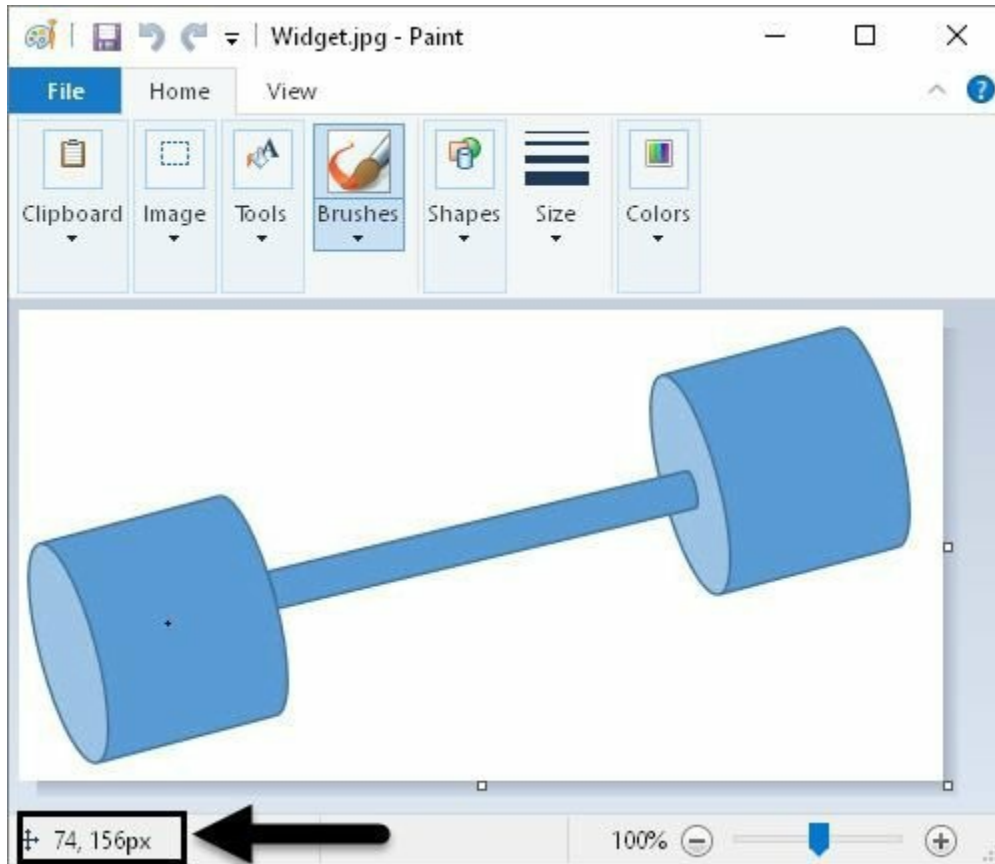 Widget.jpg - Paint
File Home View
Clipboard Image Tools Brushes Shapes Size Colors
74, 156px 100%